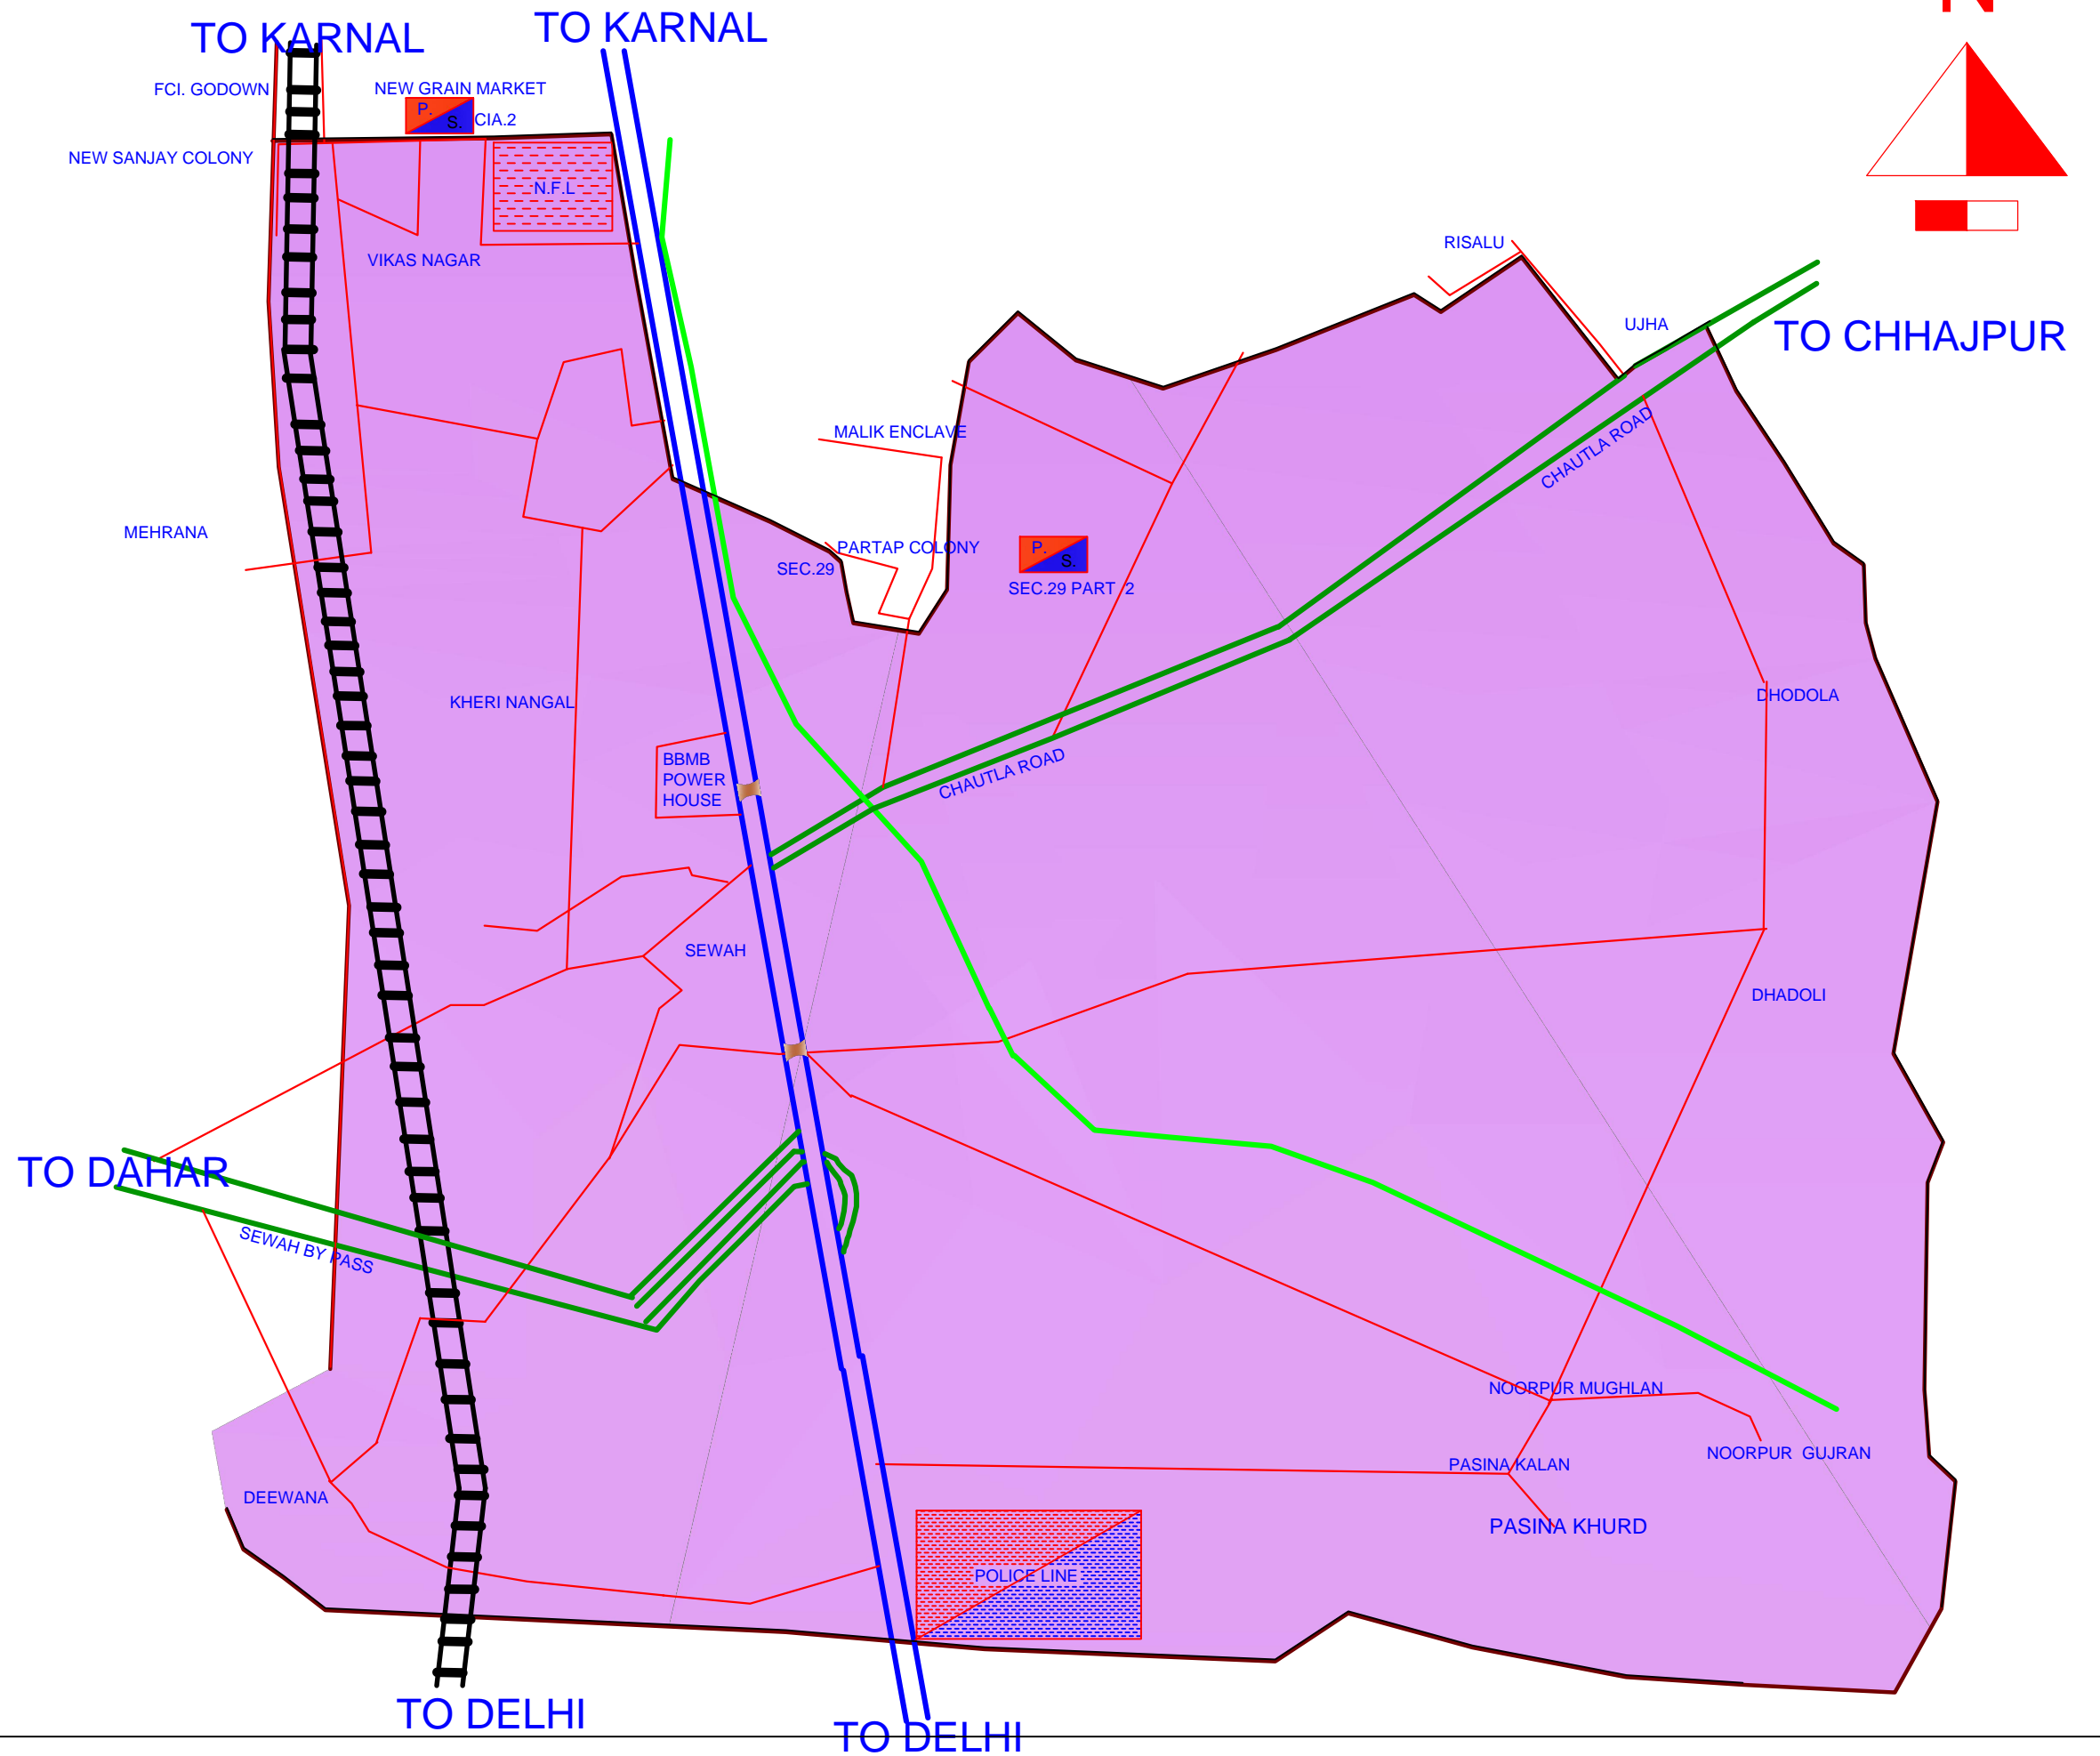 N
TO KARNAL
TO KARNAL
FCI. GODOWN
NEW GRAIN MARKET
P.
S.
CIA.2
NEW SANJAY COLONY
N.F.L
VIKAS NAGAR
RISALU
UJHA
TO CHHAJPUR
CHAUTLA ROAD
MALIK ENCLAVE
MEHRANA
PARTAP COLONY
SEC.29
P.
S.
SEC.29 PART 2
KHERI NANGAL
DHODOLA
BBMB
POWER
HOUSE
CHAUTLA ROAD
SEWAH
DHADOLI
TO DAHAR
SEWAH BY PASS
NOORPUR MUGHLAN
NOORPUR GUJRAN
PASINA KALAN
DEEWANA
PASINA KHURD
POLICE LINE
TO DELHI
TO DELHI